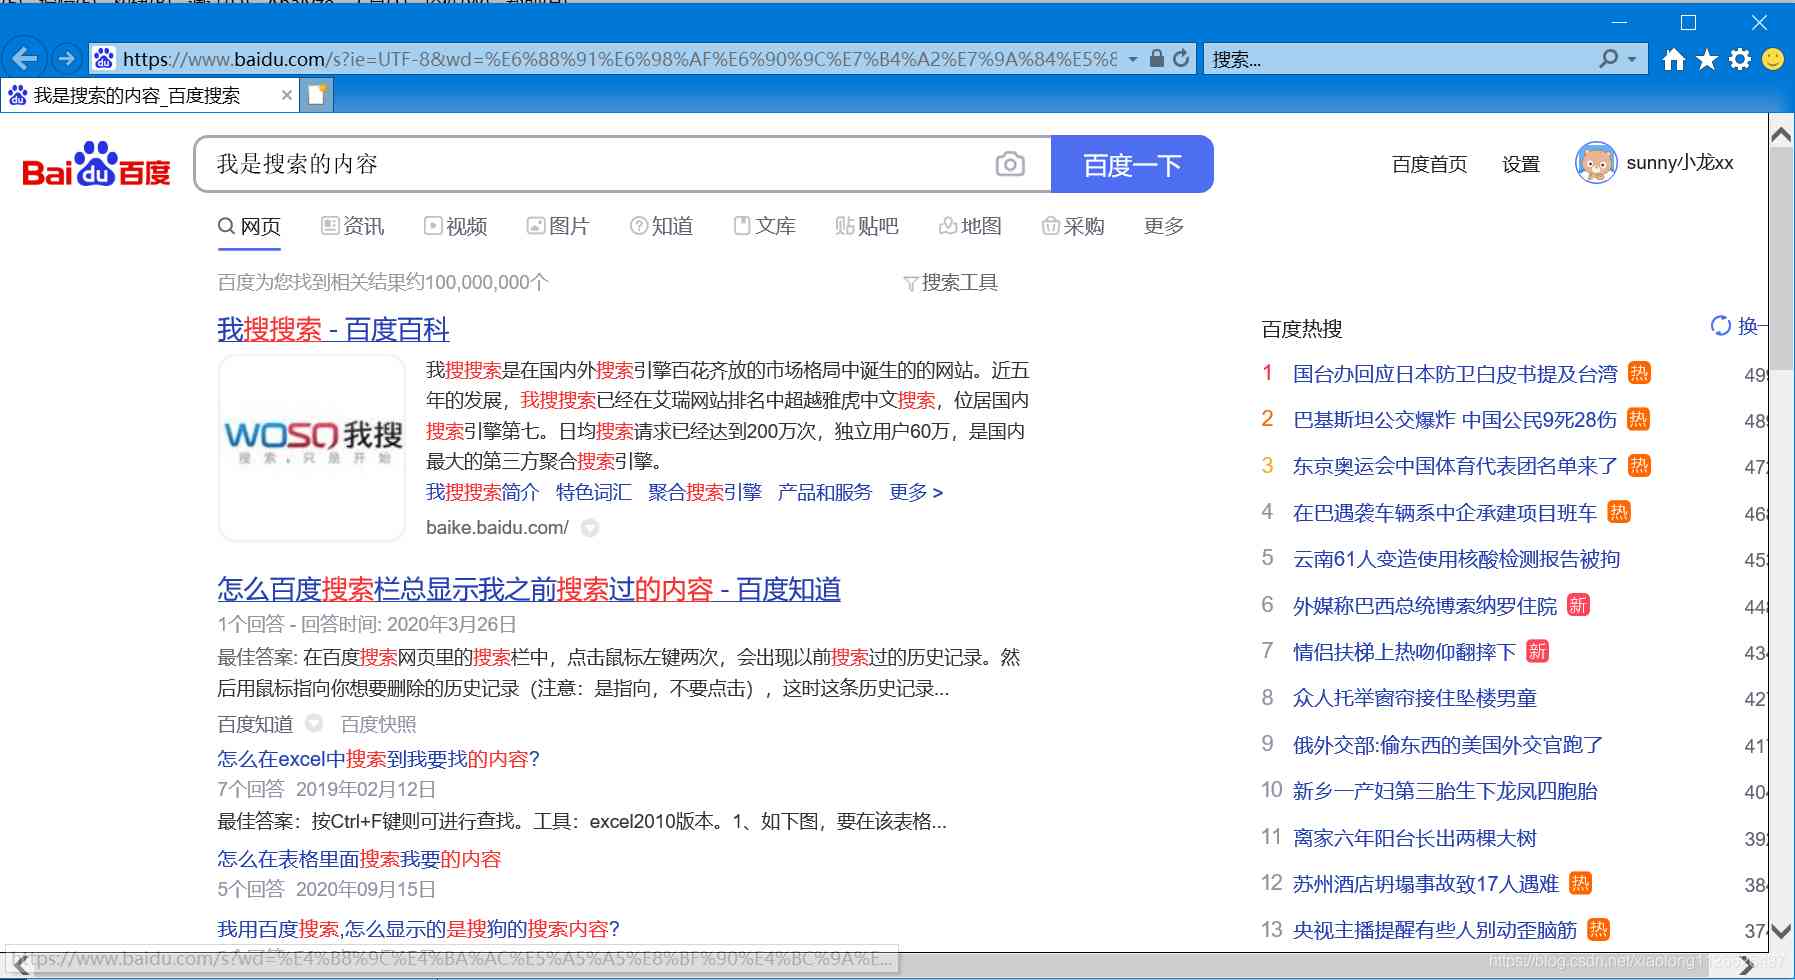 https://www.baidu.com/s?ie=UTF-8&wd=%E6%88%91%E6%98%AF%E6%90%9C%E7%B4%A2%E7%9A%84%E5%8
搜索...
我是搜索的内容_百度搜索
Bai du 百度
我是搜索的内容
百度一下
百度首页 设置 sunny小龙xx
网页 资讯 视频 图片 知道 文库 贴吧 地图 采购 更多
百度为您找到相关结果约100,000,000个
搜索工具
我搜搜索 - 百度百科
WOSO我搜
搜索.只是开始
我搜搜索是在国内外搜索引擎百花齐放的市场格局中诞生的的网站。近五
年的发展，我搜搜索已经在艾瑞网站排名中超越雅虎中文搜索，位居国内
搜索引擎第七。日均搜索请求已经达到200万次，独立用户60万，是国内
最大的第三方聚合搜索引擎。
我搜搜索简介 特色词汇 聚合搜索引擎 产品和服务 更多 >
baike.baidu.com/
怎么百度搜索栏总显示我之前搜索过的内容 - 百度知道
1个回答 - 回答时间: 2020年3月26日
最佳答案: 在百度搜索网页里的搜索栏中，点击鼠标左键两次，会出现以前搜索过的历史记录。然
后用鼠标指向你想要删除的历史记录（注意：是指向，不要点击），这时这条历史记录...
百度知道 百度快照
怎么在excel中搜索到我要找的内容?
7个回答 2019年02月12日
最佳答案：按Ctrl+F键则可进行查找。工具：excel2010版本。1、如下图，要在该表格...
怎么在表格里面搜索我要的内容
5个回答 2020年09月15日
我用百度搜索,怎么显示的是搜狗的搜索内容?
百度热搜
换一
1 国台办回应日本防卫白皮书提及台湾 热 499
2 巴基斯坦公交爆炸 中国公民9死28伤 热 489
3 东京奥运会中国体育代表团名单来了 热 472
4 在巴遇袭车辆系中企承建项目班车 热 468
5 云南61人变造使用核酸检测报告被拘 453
6 外媒称巴西总统博索纳罗住院 新 448
7 情侣扶梯上热吻仰翻摔下 新 434
8 众人托举窗帘接住坠楼男童 427
9 俄外交部:偷东西的美国外交官跑了 417
10 新乡一产妇第三胎生下龙凤四胞胎 404
11 离家六年阳台长出两棵大树 392
12 苏州酒店坍塌事故致17人遇难 热 384
13 央视主播提醒有些人别动歪脑筋 热 374
ttps://www.baidu.com/s?wd=%E4%B8%9C%E4%BA%AC%E5%A5%A5%E8%BF%90%E4%BC%9A%E...